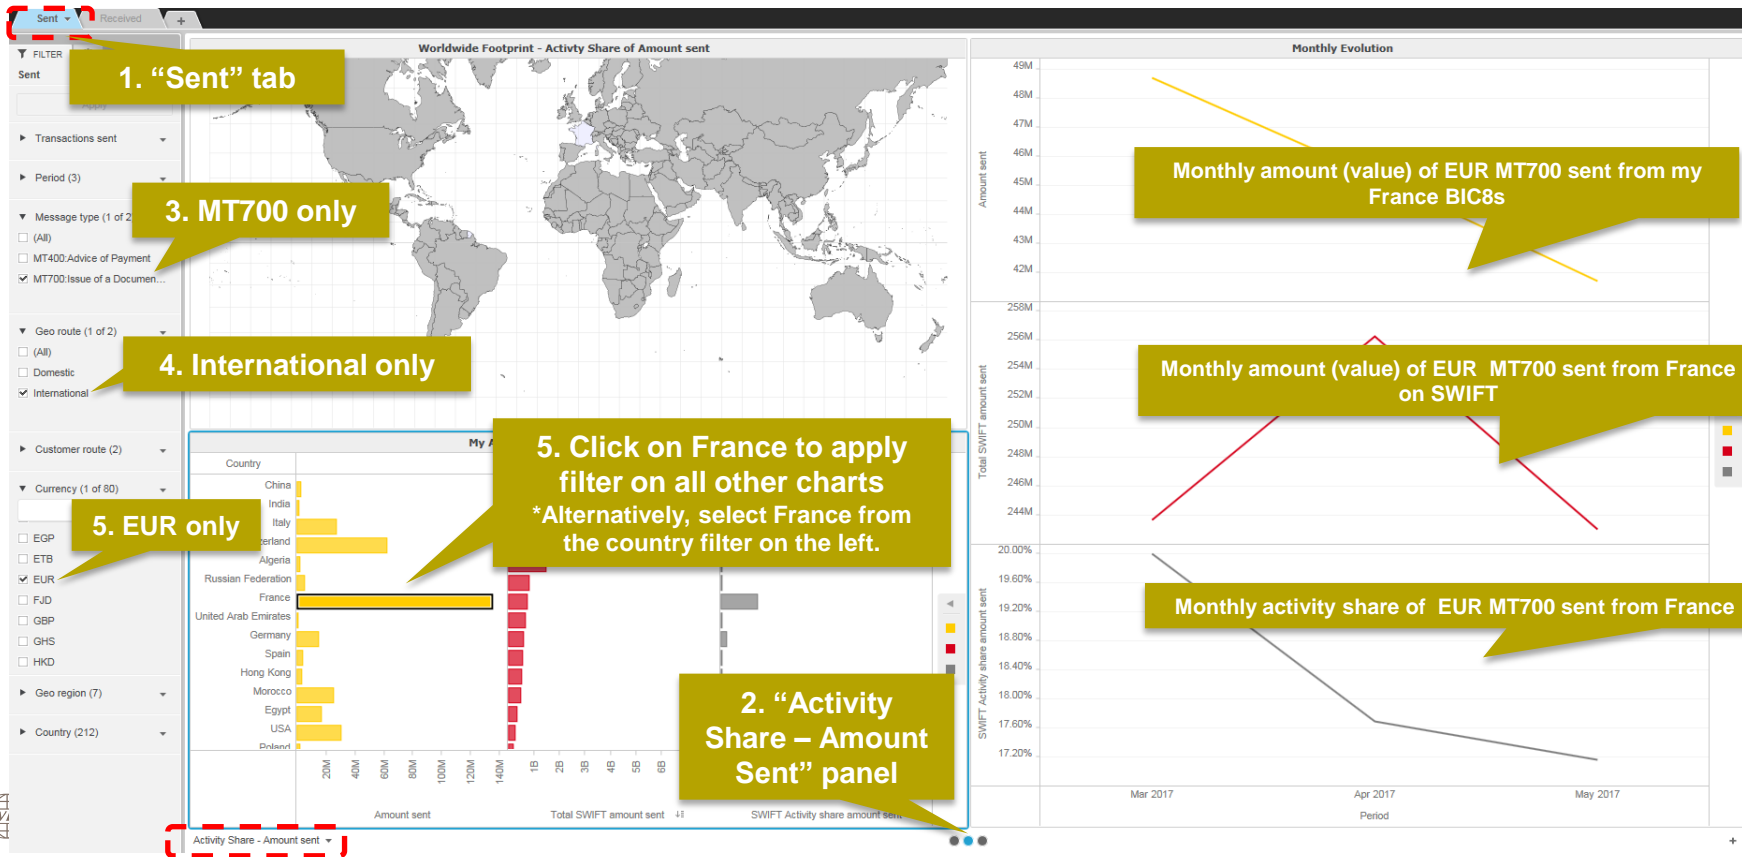 Sent
Received
+
FILTER
Sent
Apply
1. “Sent” tab
Transactions sent
Period (3)
Message type (1 of 2
(All)
MT400:Advice of Payment
MT700:Issue of a Documen...
3. MT700 only
Geo route (1 of 2)
(All)
Domestic
International
4. International only
Customer route (2)
Currency (1 of 80)
5. EUR only
EGP
ETB
EUR
FJD
GBP
GHS
HKD
Geo region (7)
Country (212)
Worldwide Footprint - Activty Share of Amount sent
My A
Country
China
India
Italy
erland
Algeria
Russian Federation
France
United Arab Emirates
Germany
Spain
Hong Kong
Morocco
Egypt
USA
Poland
5. Click on France to apply
filter on all other charts
*Alternatively, select France from
the country filter on the left.
2. “Activity
Share – Amount
Sent” panel
20M
40M
60M
80M
100M
120M
140M
1B
2B
3B
4B
5B
6B
Amount sent
Total SWIFT amount sent
SWIFT Activity share amount sent
Activity Share - Amount sent
Monthly Evolution
49M
48M
47M
46M
45M
44M
43M
42M
Amount sent
Monthly amount (value) of EUR MT700 sent from my
France BIC8s
258M
256M
254M
252M
250M
248M
246M
244M
Total SWIFT amount sent
Monthly amount (value) of EUR MT700 sent from France
on SWIFT
20.00%
19.60%
19.20%
18.80%
18.40%
18.00%
17.60%
17.20%
SWIFT Activity share amount sent
Monthly activity share of EUR MT700 sent from France
Mar 2017
Apr 2017
May 2017
Period
+